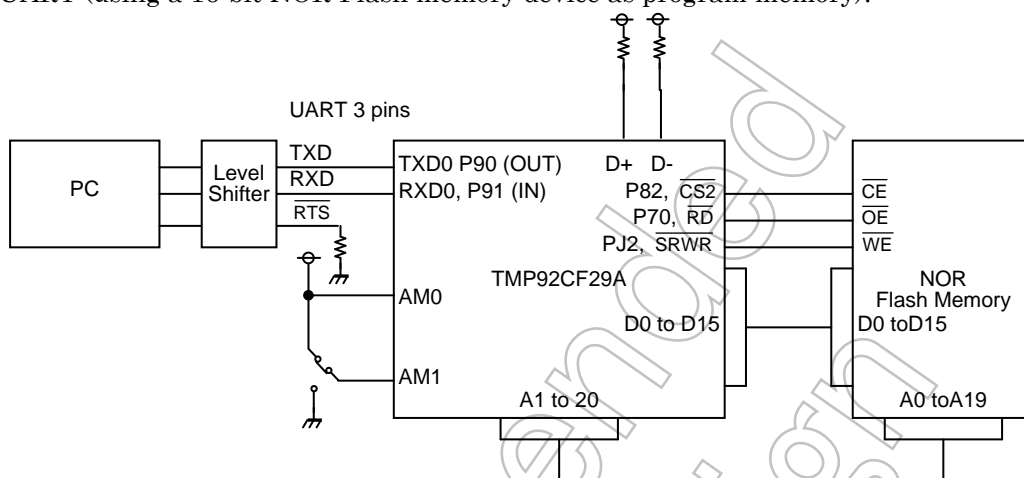 UART (using a 16-bit NOR Flash memory device as program memory).
UART 3 pins
PC
Level
Shifter
TXD
RXD
RTS
TXD0 P90 (OUT)
RXD0, P91 (IN)
D+ D-
P82, CS2
P70, RD
PJ2, SRWR
CE
OE
WE
TMP92CF29A
NOR
Flash Memory
AM0
D0 to D15
D0 toD15
AM1
A1 to 20
A0 toA19